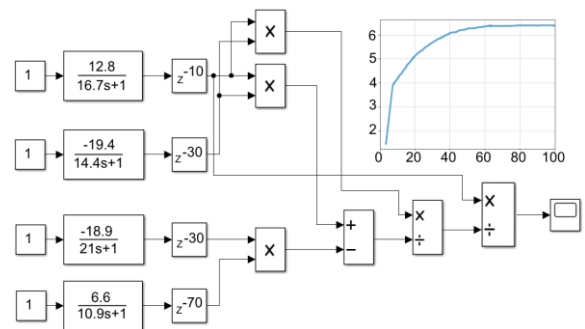 ×
1
12.8
16.7s+1
z-10
×
1
-19.4
14.4s+1
z-30
1
-18.9
21s+1
z-30
×
1
6.6
10.9s+1
z-70
+
−
×
÷
×
÷
6
5
4
3
2
0 20 40 60 80 100